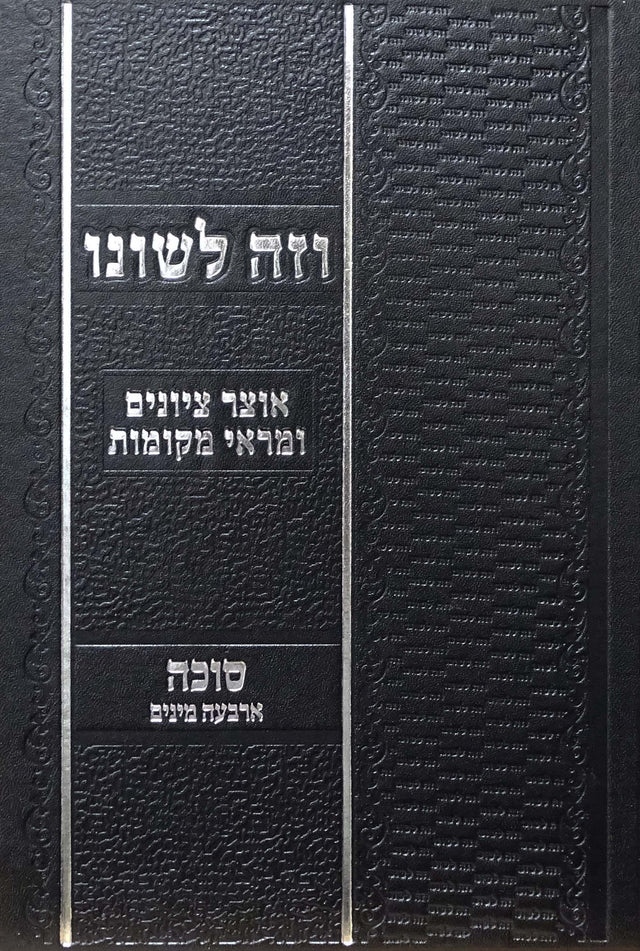 וזה לשונו
אוצר ציונים
ומראי מקומות
סוכה
ארבעה מינים